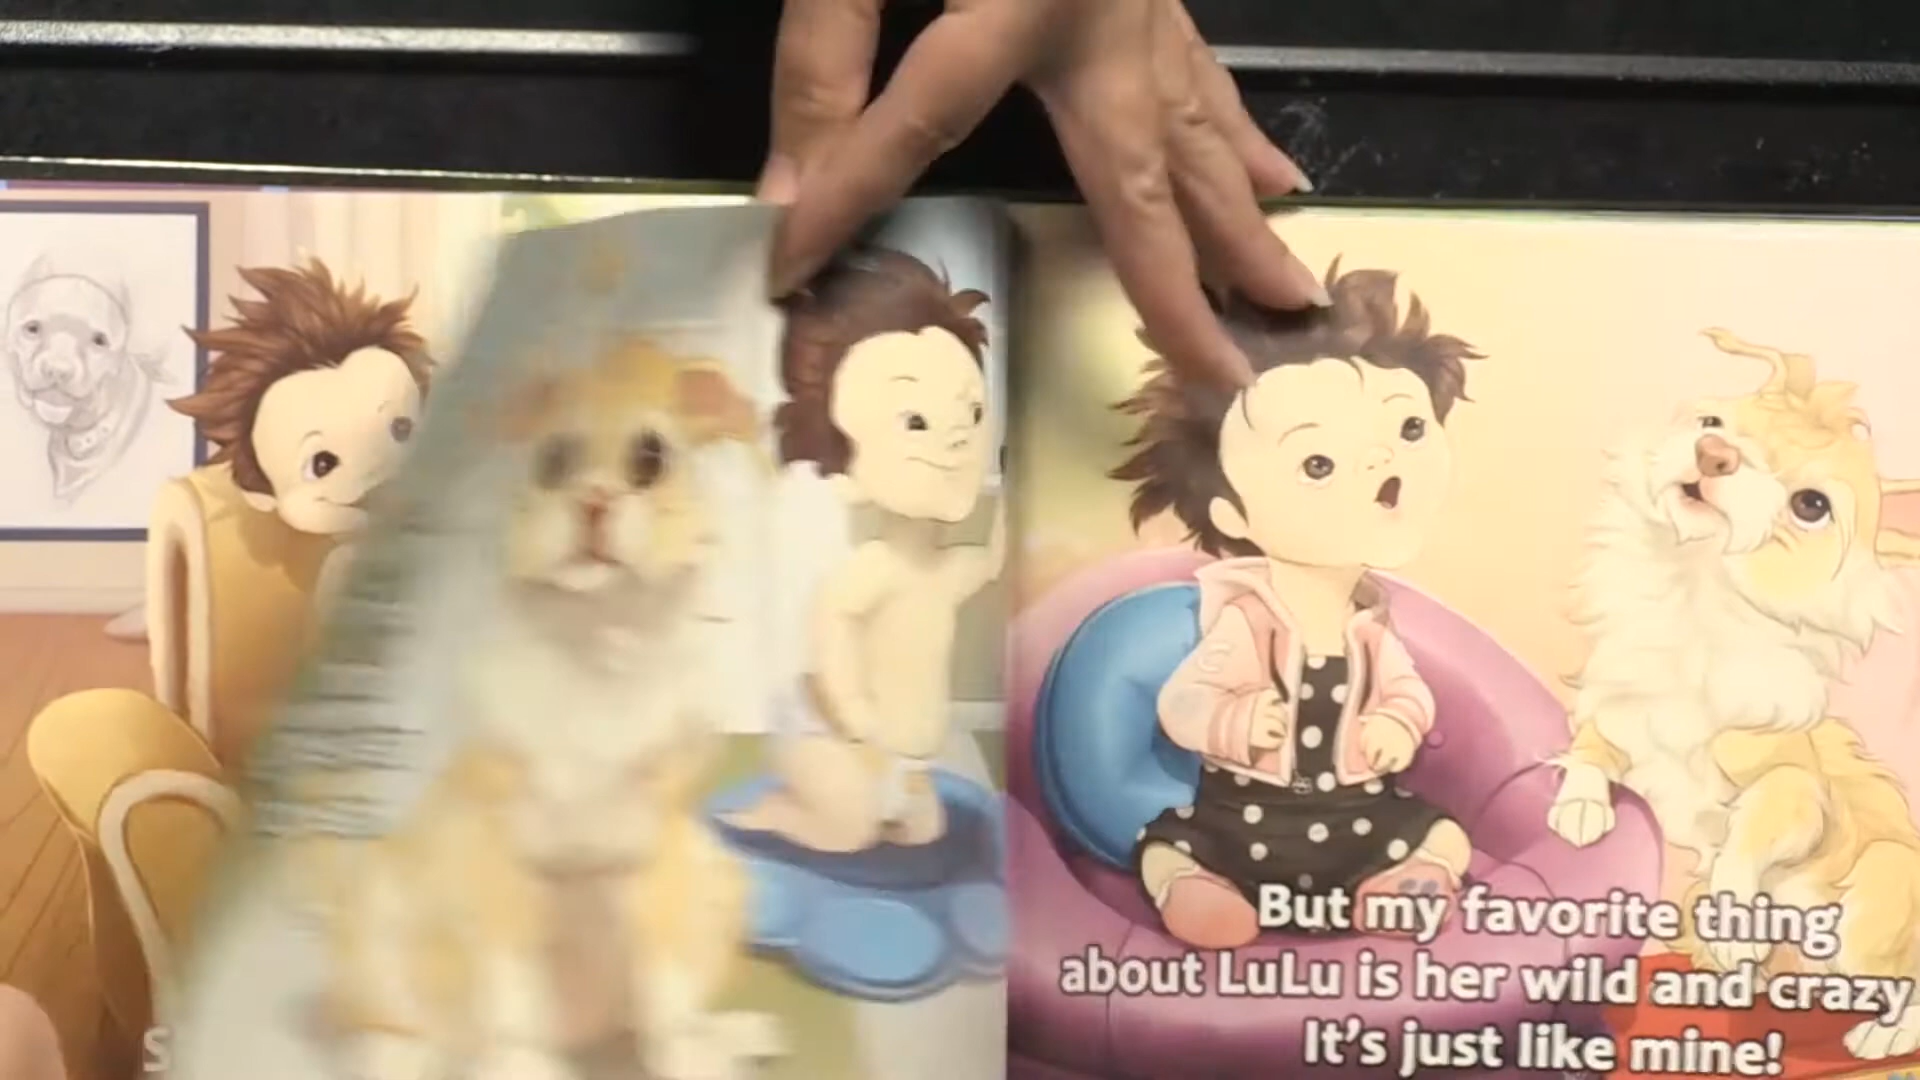 S
But my favorite thing
about LuLu is her wild and crazy
It's just like mine!